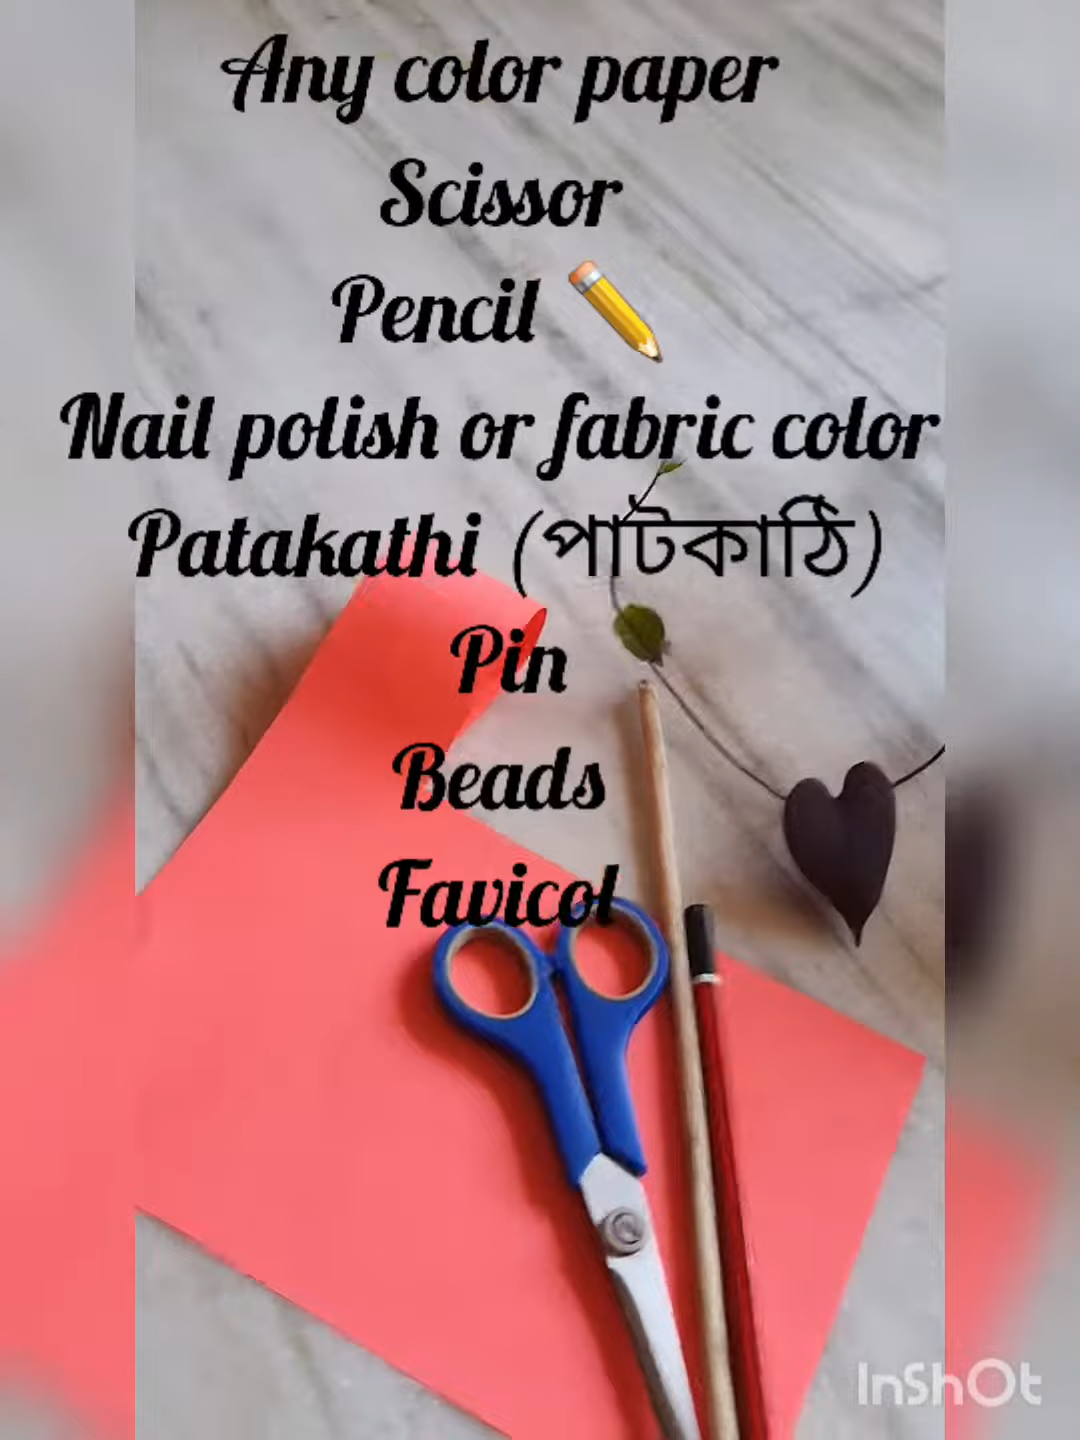 Any color paper
Scissor
Pencil ✏️
Nail polish or fabric color
Patakathi (পাটকাঠি)
Pin
Beads
Favicol
InShOt